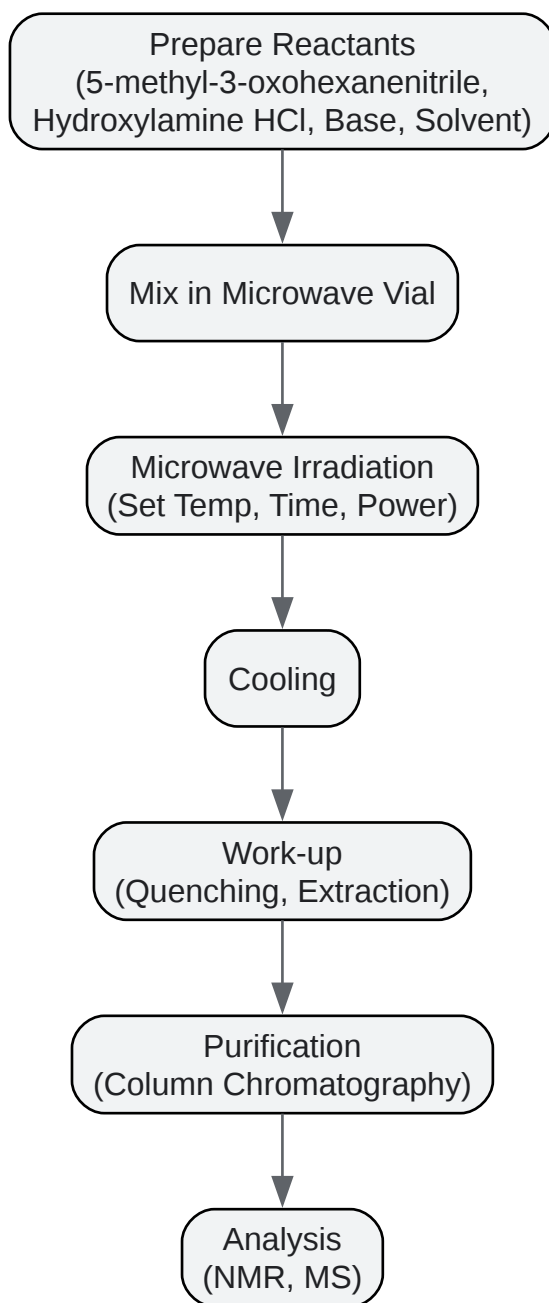 Prepare Reactants
(5-methyl-3-oxohexanenitrile,
Hydroxylamine HCl, Base, Solvent)
Mix in Microwave Vial
Microwave Irradiation
(Set Temp, Time, Power)
Cooling
Work-up
(Quenching, Extraction)
Purification
(Column Chromatography)
Analysis
(NMR, MS)